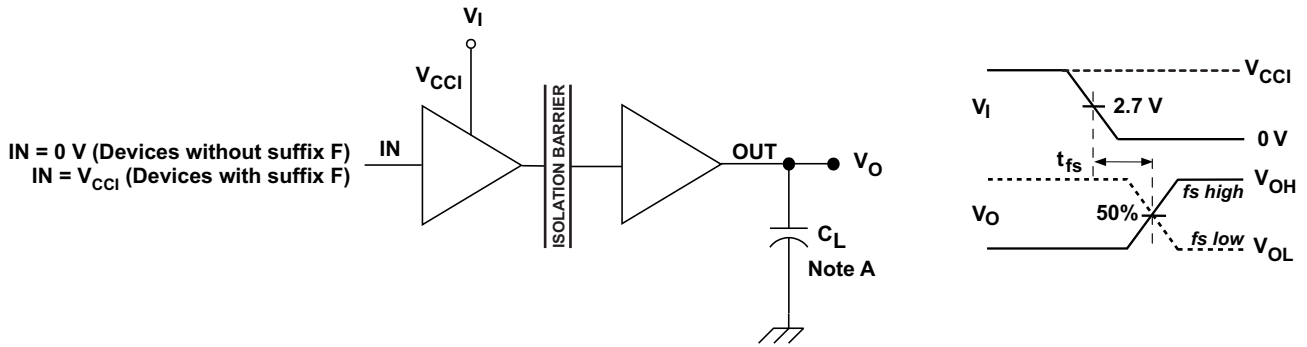 V_I
V_CCI
ISOLATION BARRIER
IN = 0 V (Devices without suffix F)
IN = V_CCI (Devices with suffix F)
IN
OUT
V_O
C_L
Note A
V_CCI
V_I
2.7 V
0 V
t_fs
V_OH
fs high
V_O
50%
fs low
V_OL